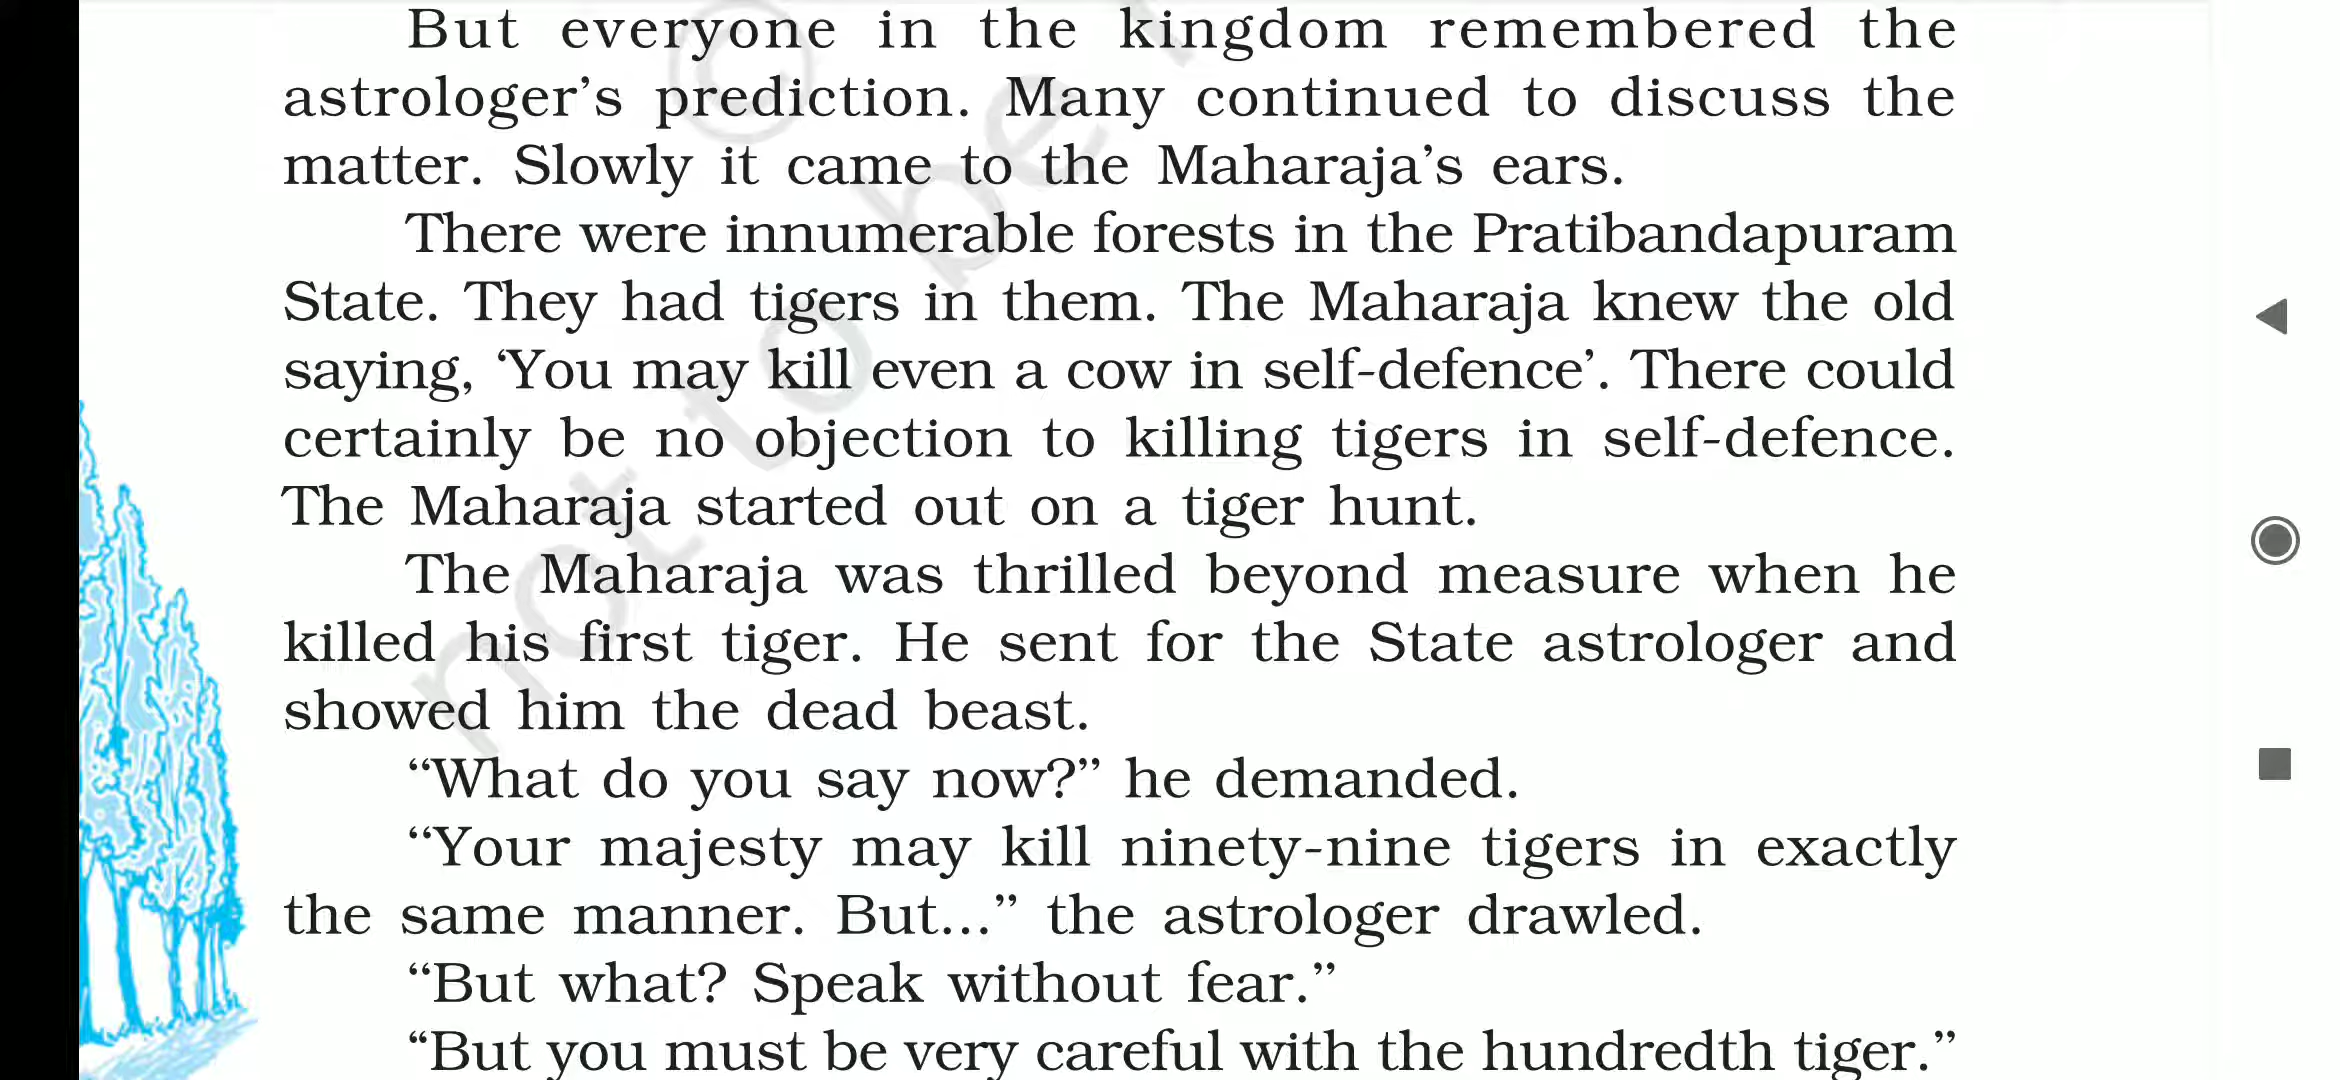 But everyone in the kingdom remembered the
astrologer’s prediction. Many continued to discuss the
matter. Slowly it came to the Maharaja’s ears.
There were innumerable forests in the Pratibandapuram
State. They had tigers in them. The Maharaja knew the old
saying, ‘You may kill even a cow in self-defence’. There could
certainly be no objection to killing tigers in self-defence.
The Maharaja started out on a tiger hunt.
The Maharaja was thrilled beyond measure when he
killed his first tiger. He sent for the State astrologer and
showed him the dead beast.
“What do you say now?” he demanded.
“Your majesty may kill ninety-nine tigers in exactly
the same manner. But...” the astrologer drawled.
“But what? Speak without fear.”
“But you must be very careful with the hundredth tiger.”
©
not to be